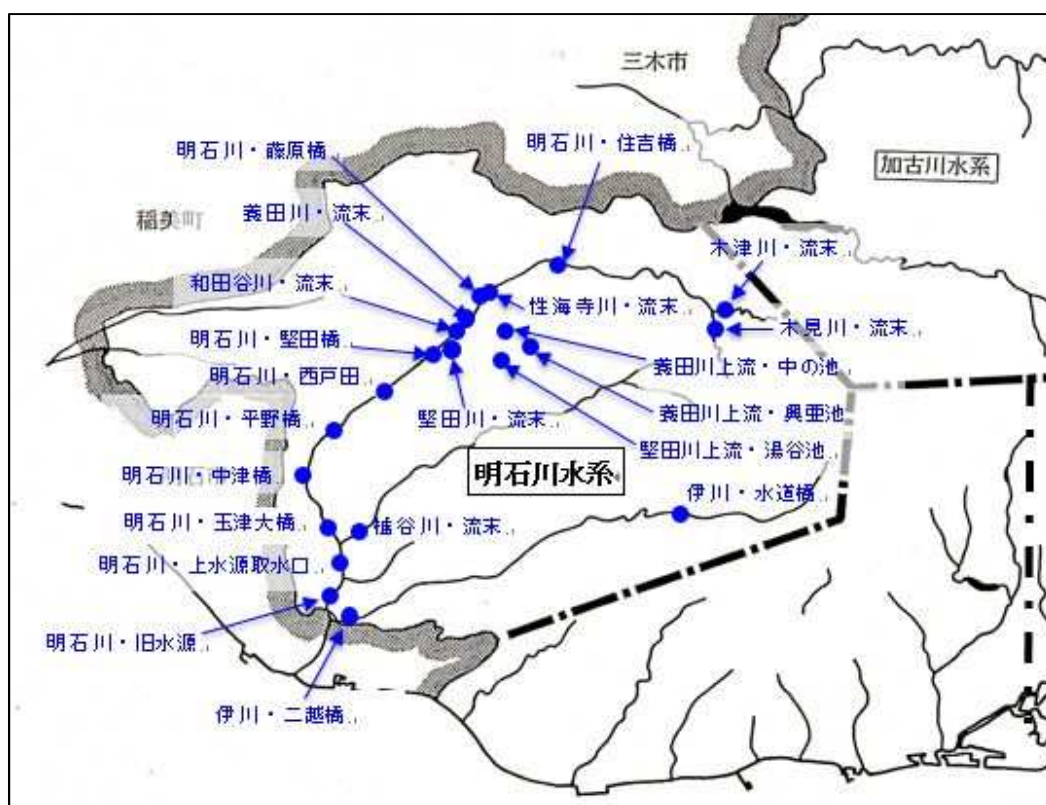 三木市
明石川・藤原橋
明石川・住吉橋
加古川水系
稲美町
養田川・流末
木津川・流末
和田谷川・流末
性海寺川・流末
木見川・流末
明石川・堅田橋
養田川上流・中の池
明石川・西戸田
養田川上流・興亜池
明石川・平野橋
堅田川・流末
堅田川上流・湯谷池
明石川水系
明石川・中津橋
伊川・水道橋
明石川・玉津大橋
櫨谷川・流末
明石川・上水源取水口
明石川・旧水源
伊川・二越橋